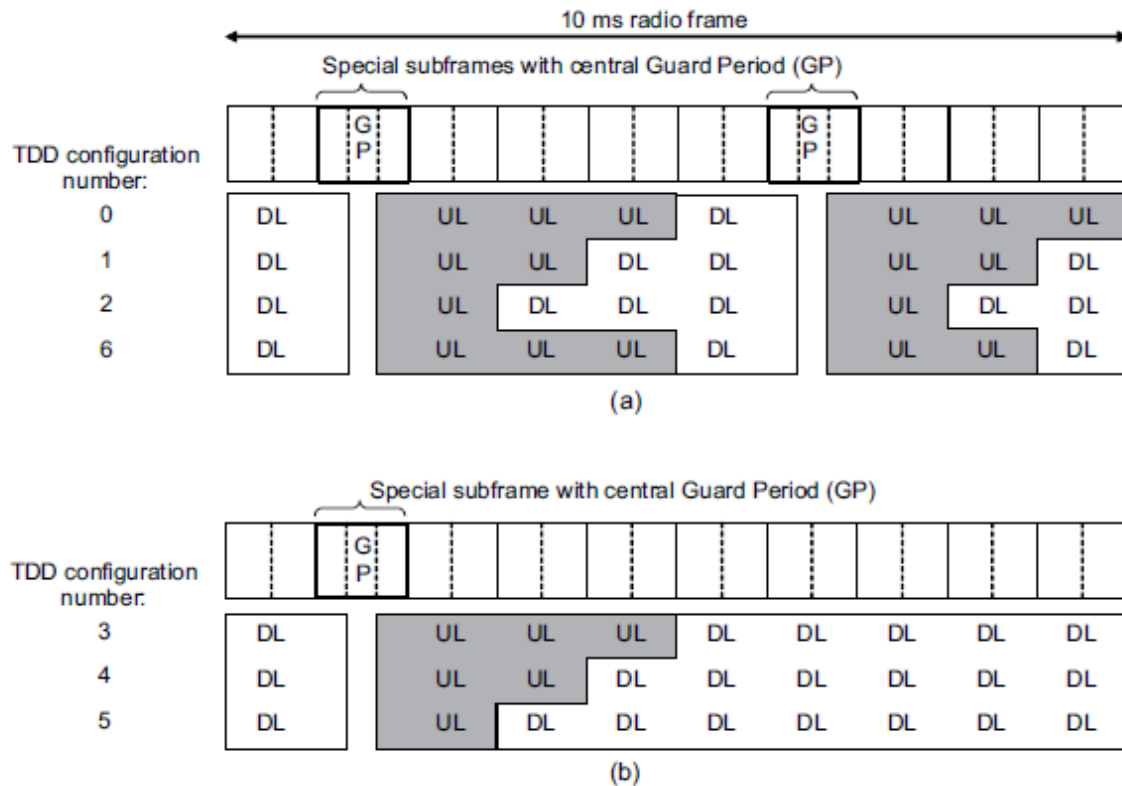 10 ms radio frame
Special subframes with central Guard Period (GP)
G G
P P
TDD configuration
number:
0 DL UL UL UL DL UL UL UL
1 DL UL UL DL DL UL UL DL
2 DL UL DL DL DL UL DL DL
6 DL UL UL UL DL UL UL DL
(a)
Special subframe with central Guard Period (GP)
G
P
TDD configuration
number:
3 DL UL UL UL DL DL DL DL DL
4 DL UL UL DL DL DL DL DL DL
5 DL UL DL DL DL DL DL DL DL
(b)